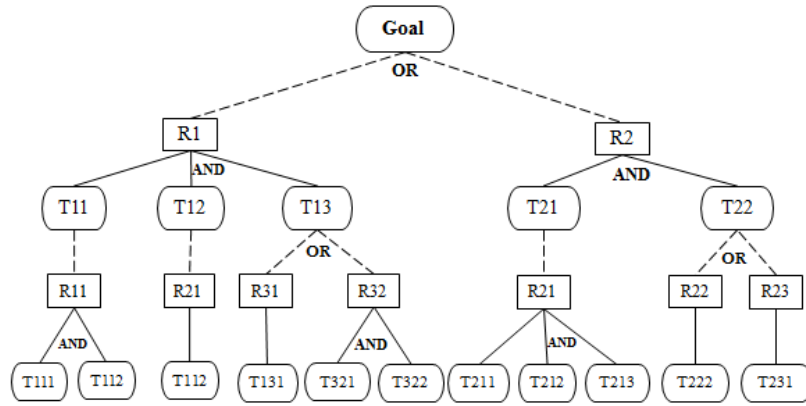 Goal
OR
R1
R2
AND
AND
T11
T12
T13
T21
T22
OR
OR
R11
R21
R31
R32
R21
R22
R23
AND
AND
AND
T111
T112
T112
T131
T321
T322
T211
T212
T213
T222
T231